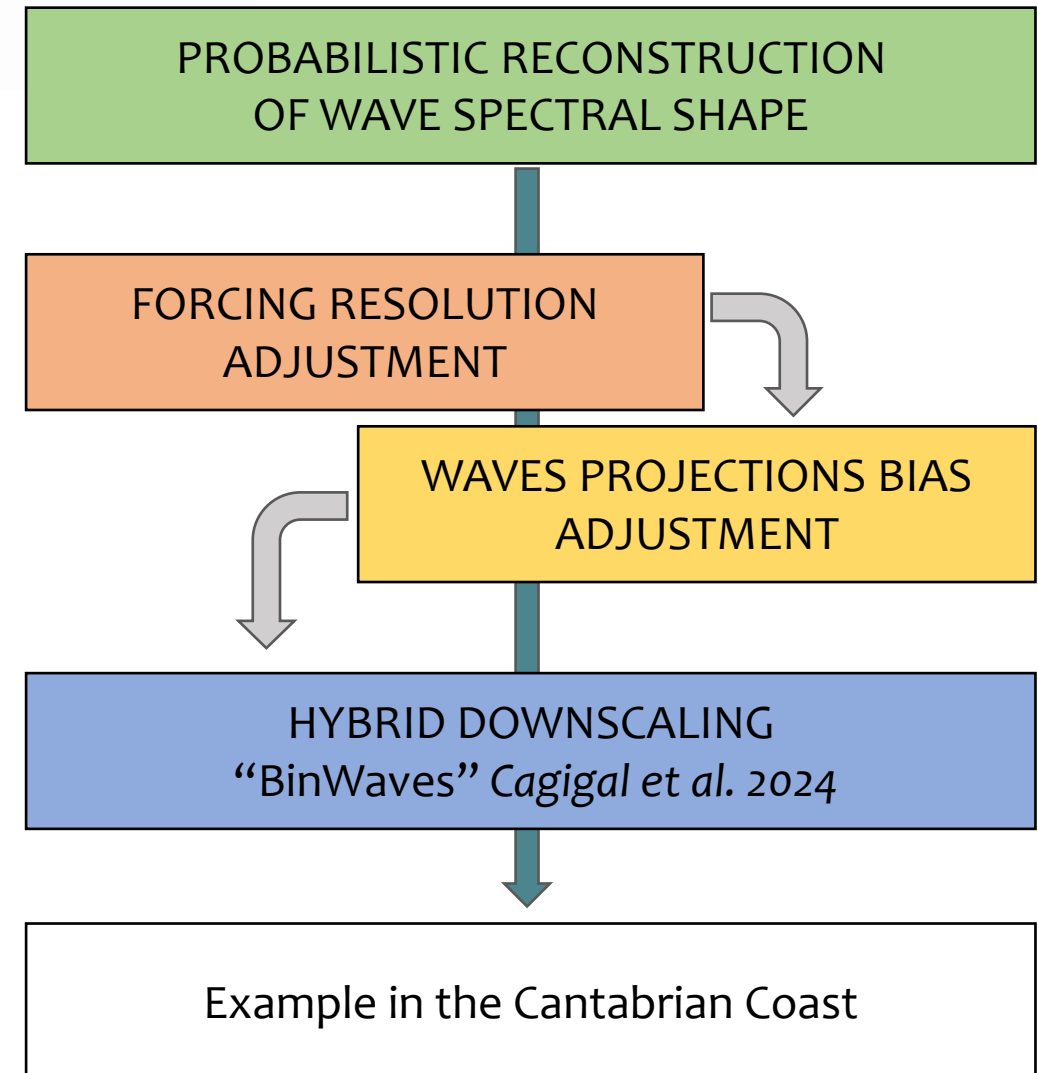 PROBABILISTIC RECONSTRUCTION
OF WAVE SPECTRAL SHAPE
FORCING RESOLUTION
ADJUSTMENT
WAVES PROJECTIONS BIAS
ADJUSTMENT
HYBRID DOWNSCALING
“BinWaves” Cagigal et al. 2024
Example in the Cantabrian Coast